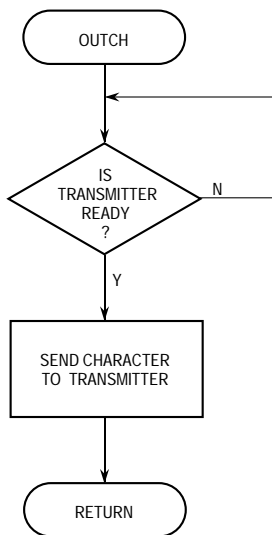 OUTCH
IS
TRANSMITTER
READY
?
N
Y
SEND CHARACTER
TO TRANSMITTER
RETURN